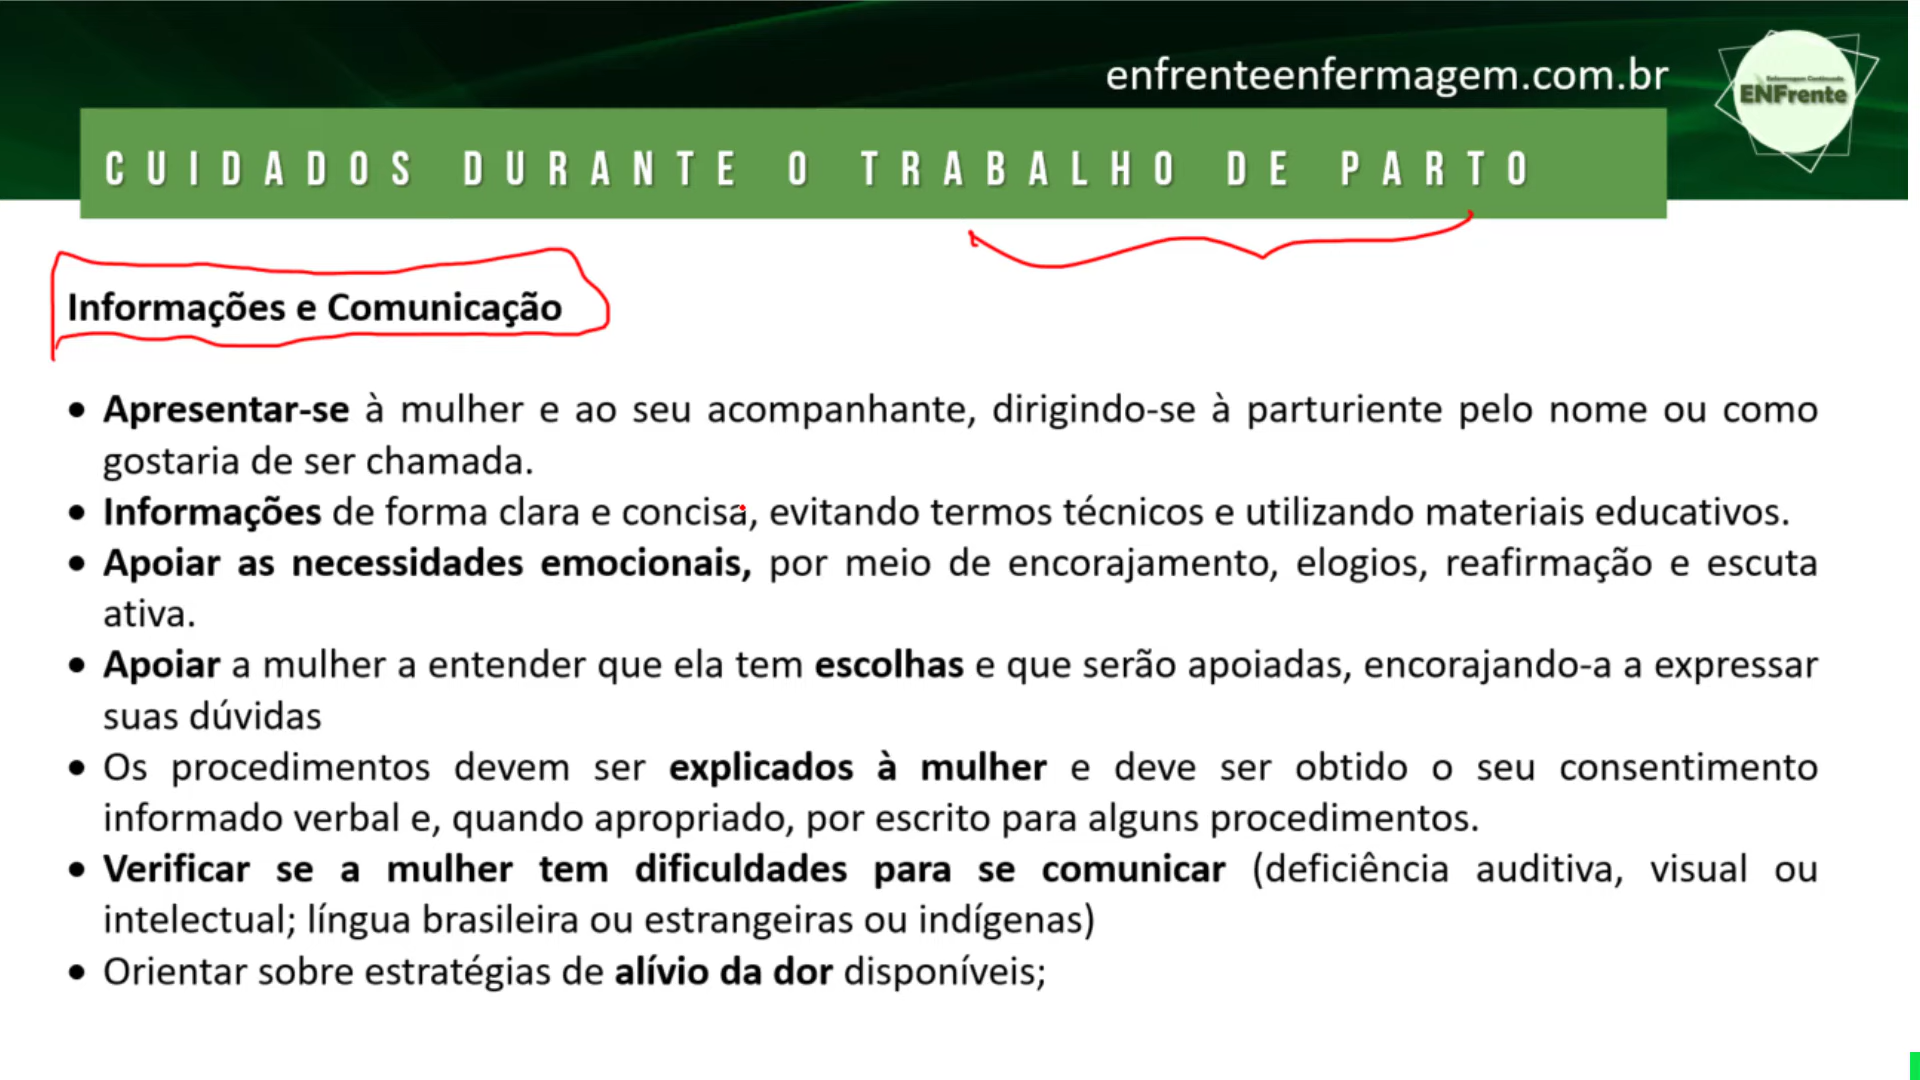 enfrenteenfermagem.com.br
Enfermagem Continuada
ENFrente
CUIDADOS DURANTE O TRABALHO DE PARTO
Informações e Comunicação
• Apresentar-se à mulher e ao seu acompanhante, dirigindo-se à parturiente pelo nome ou como
gostaria de ser chamada.
• Informações de forma clara e concisa, evitando termos técnicos e utilizando materiais educativos.
• Apoiar as necessidades emocionais, por meio de encorajamento, elogios, reafirmação e escuta
ativa.
• Apoiar a mulher a entender que ela tem escolhas e que serão apoiadas, encorajando-a a expressar
suas dúvidas
• Os procedimentos devem ser explicados à mulher e deve ser obtido o seu consentimento
informado verbal e, quando apropriado, por escrito para alguns procedimentos.
• Verificar se a mulher tem dificuldades para se comunicar (deficiência auditiva, visual ou
intelectual; língua brasileira ou estrangeiras ou indígenas)
• Orientar sobre estratégias de alívio da dor disponíveis;